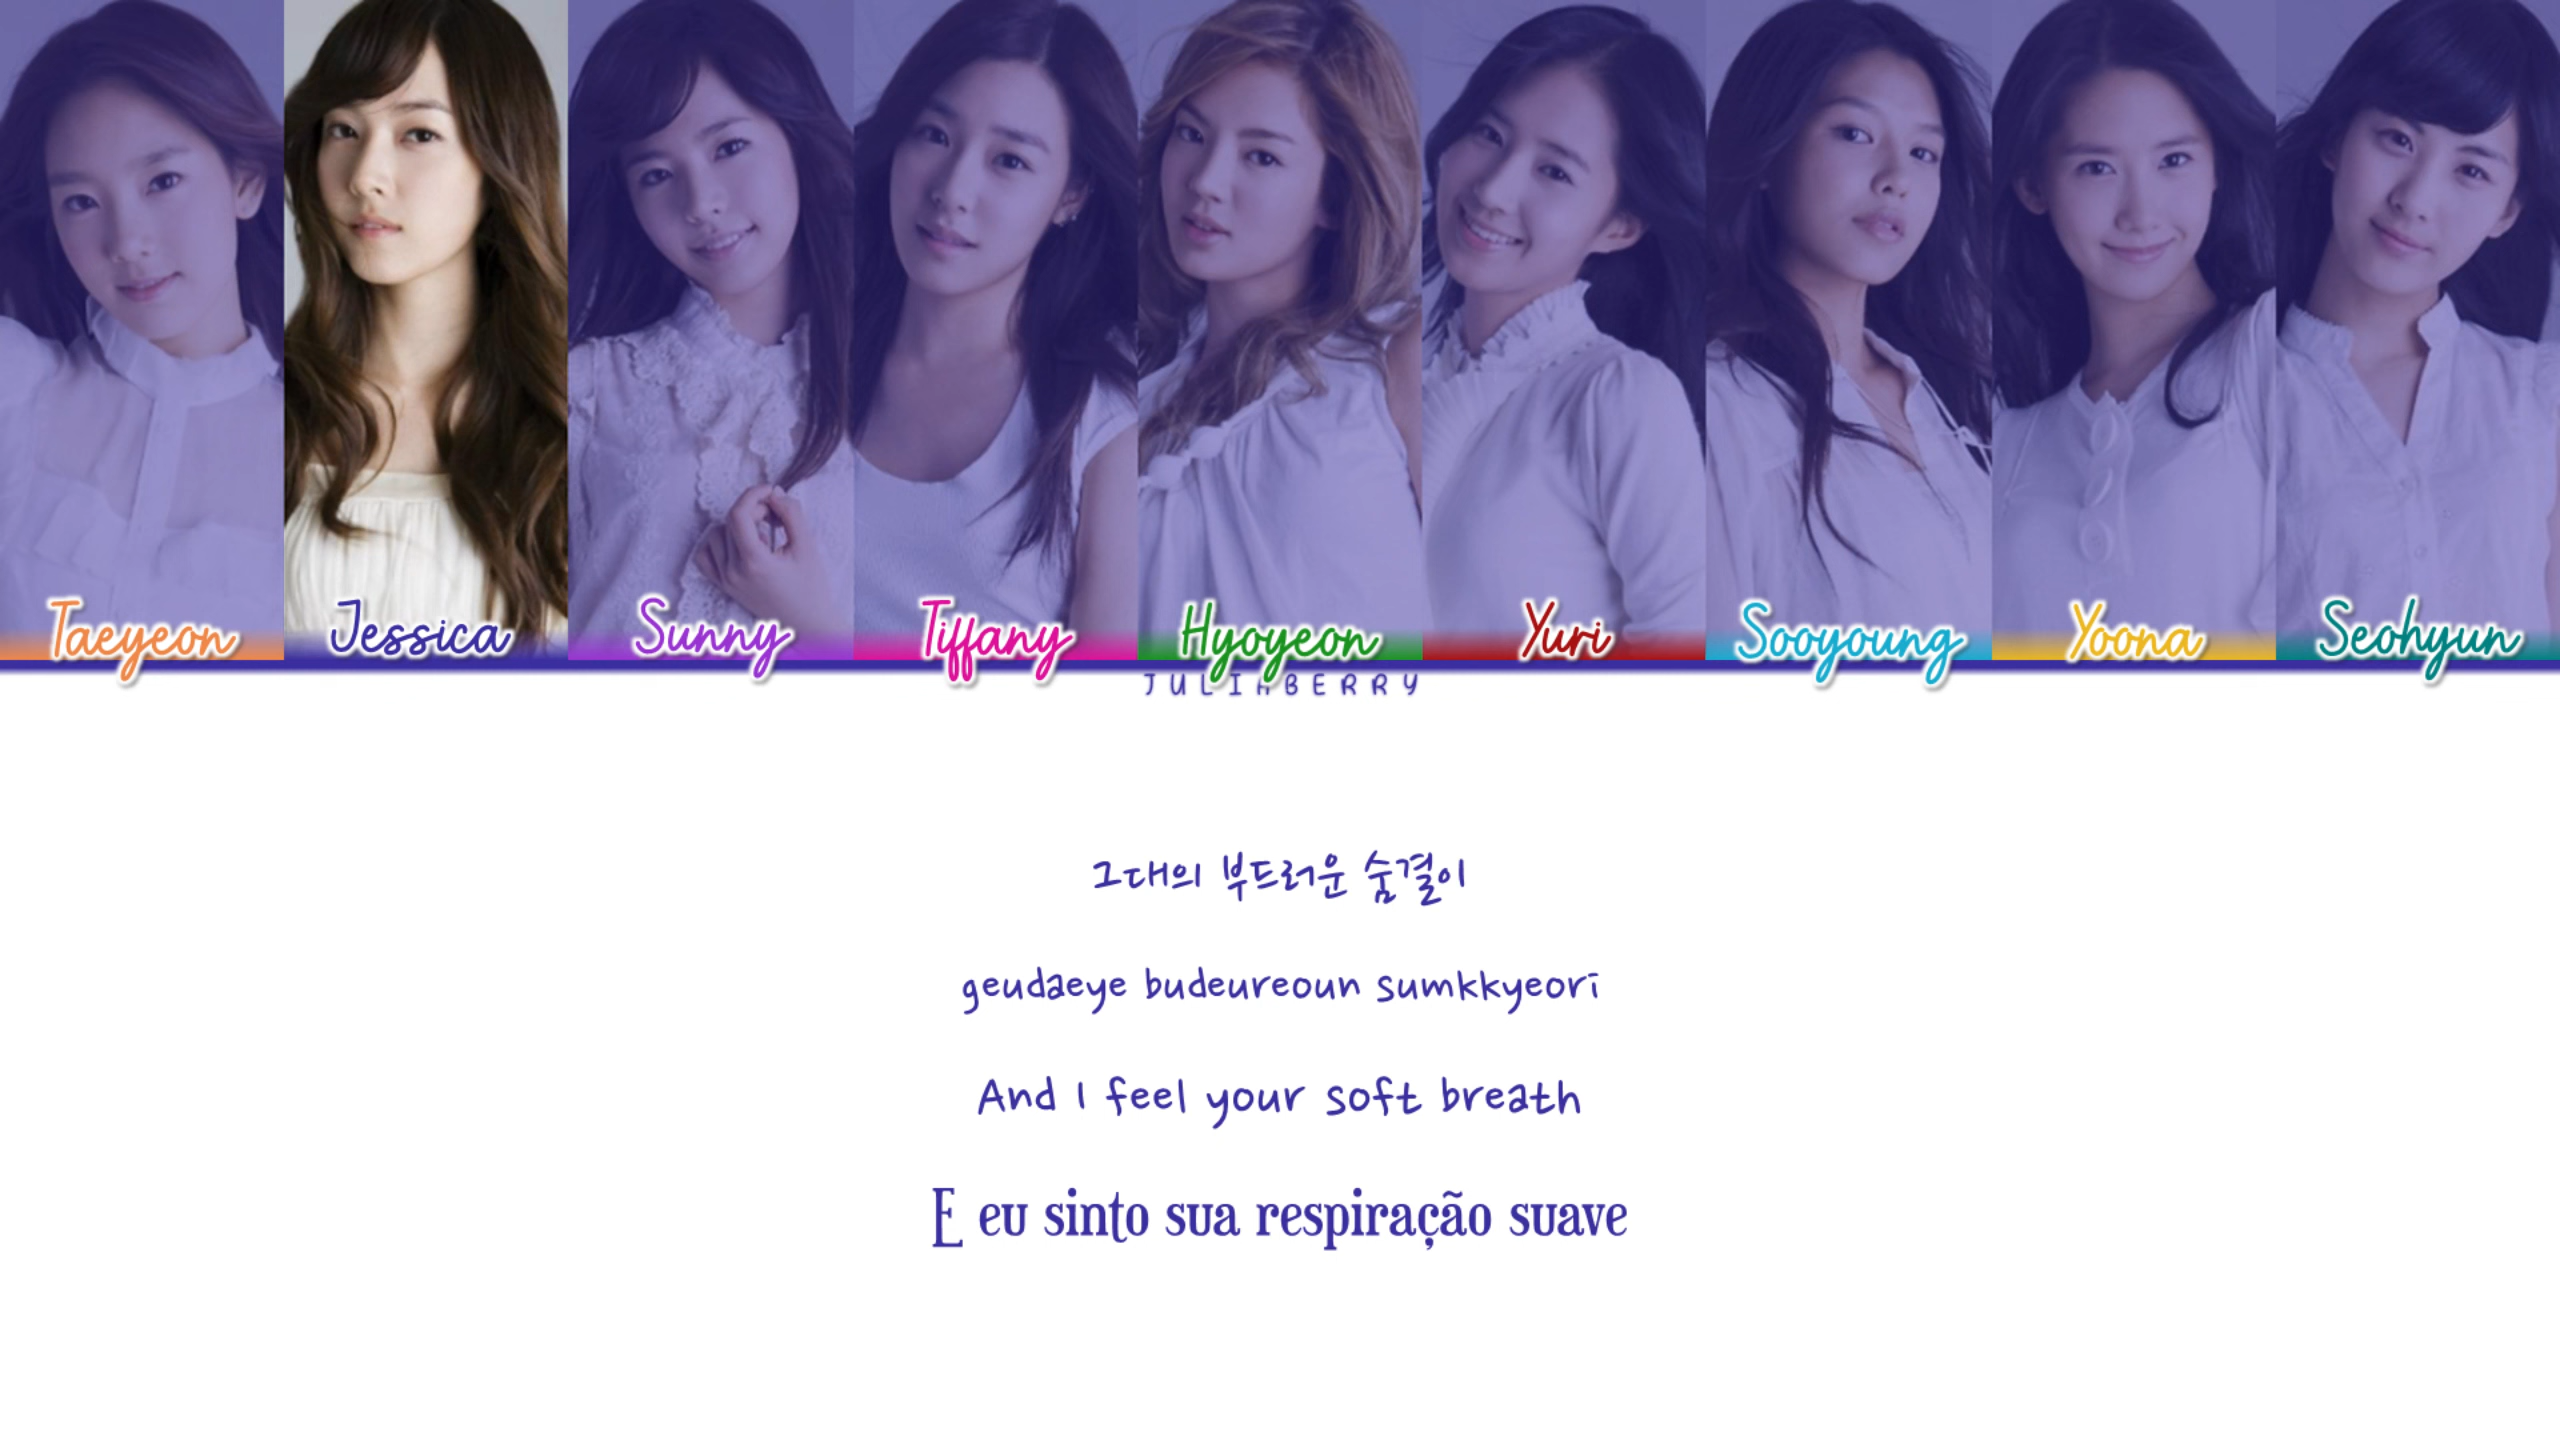 Taeyeon Jessica Sunny Tiffany Hyoyeon Yuri Sooyoung Yoona Seohyun
JULIABERRY
그대의 부드러운 숨결이
geudaeye budeureoun sumkkyeori
And I feel your soft breath
E eu sinto sua respiração suave